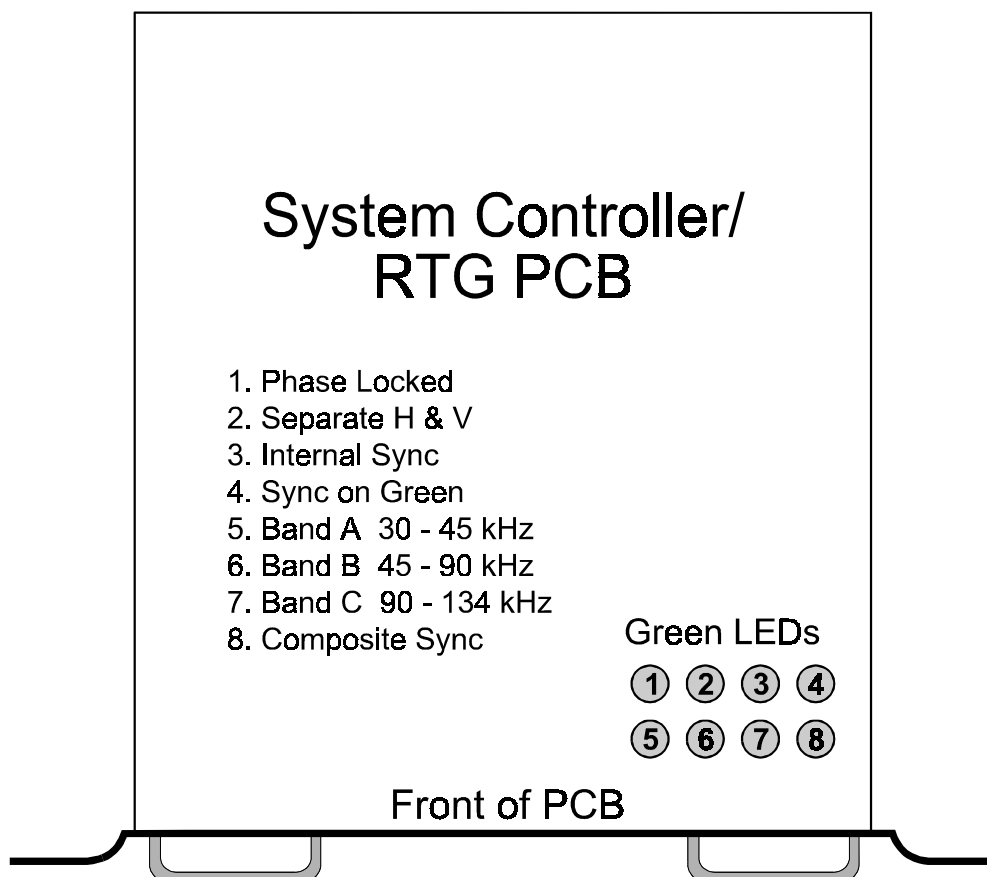 System Controller/
RTG PCB
1. Phase Locked
2. Separate H & V
3. Internal Sync
4. Sync on Green
5. Band A 30 - 45 kHz
6. Band B 45 - 90 kHz
7. Band C 90 - 134 kHz
8. Composite Sync
Green LEDs
1 2 3 4
5 6 7 8
Front of PCB